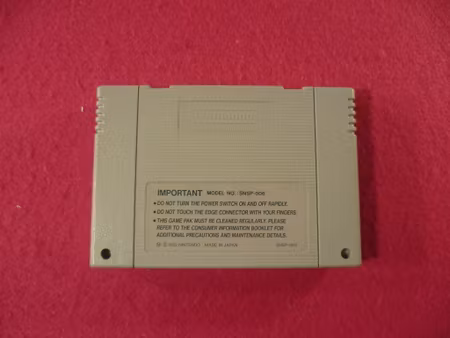 IMPORTANT MODEL NO.: SNSP-006
• DO NOT TURN THE POWER SWITCH ON AND OFF RAPIDLY.
• DO NOT TOUCH THE EDGE CONNECTOR WITH YOUR FINGERS.
• THIS GAME PAK MUST BE CLEANED REGULARLY. PLEASE
REFER TO THE CONSUMER INFORMATION BOOKLET FOR
ADDITIONAL PRECAUTIONS AND MAINTENANCE DETAILS.
NINTENDO MADE IN JAPAN